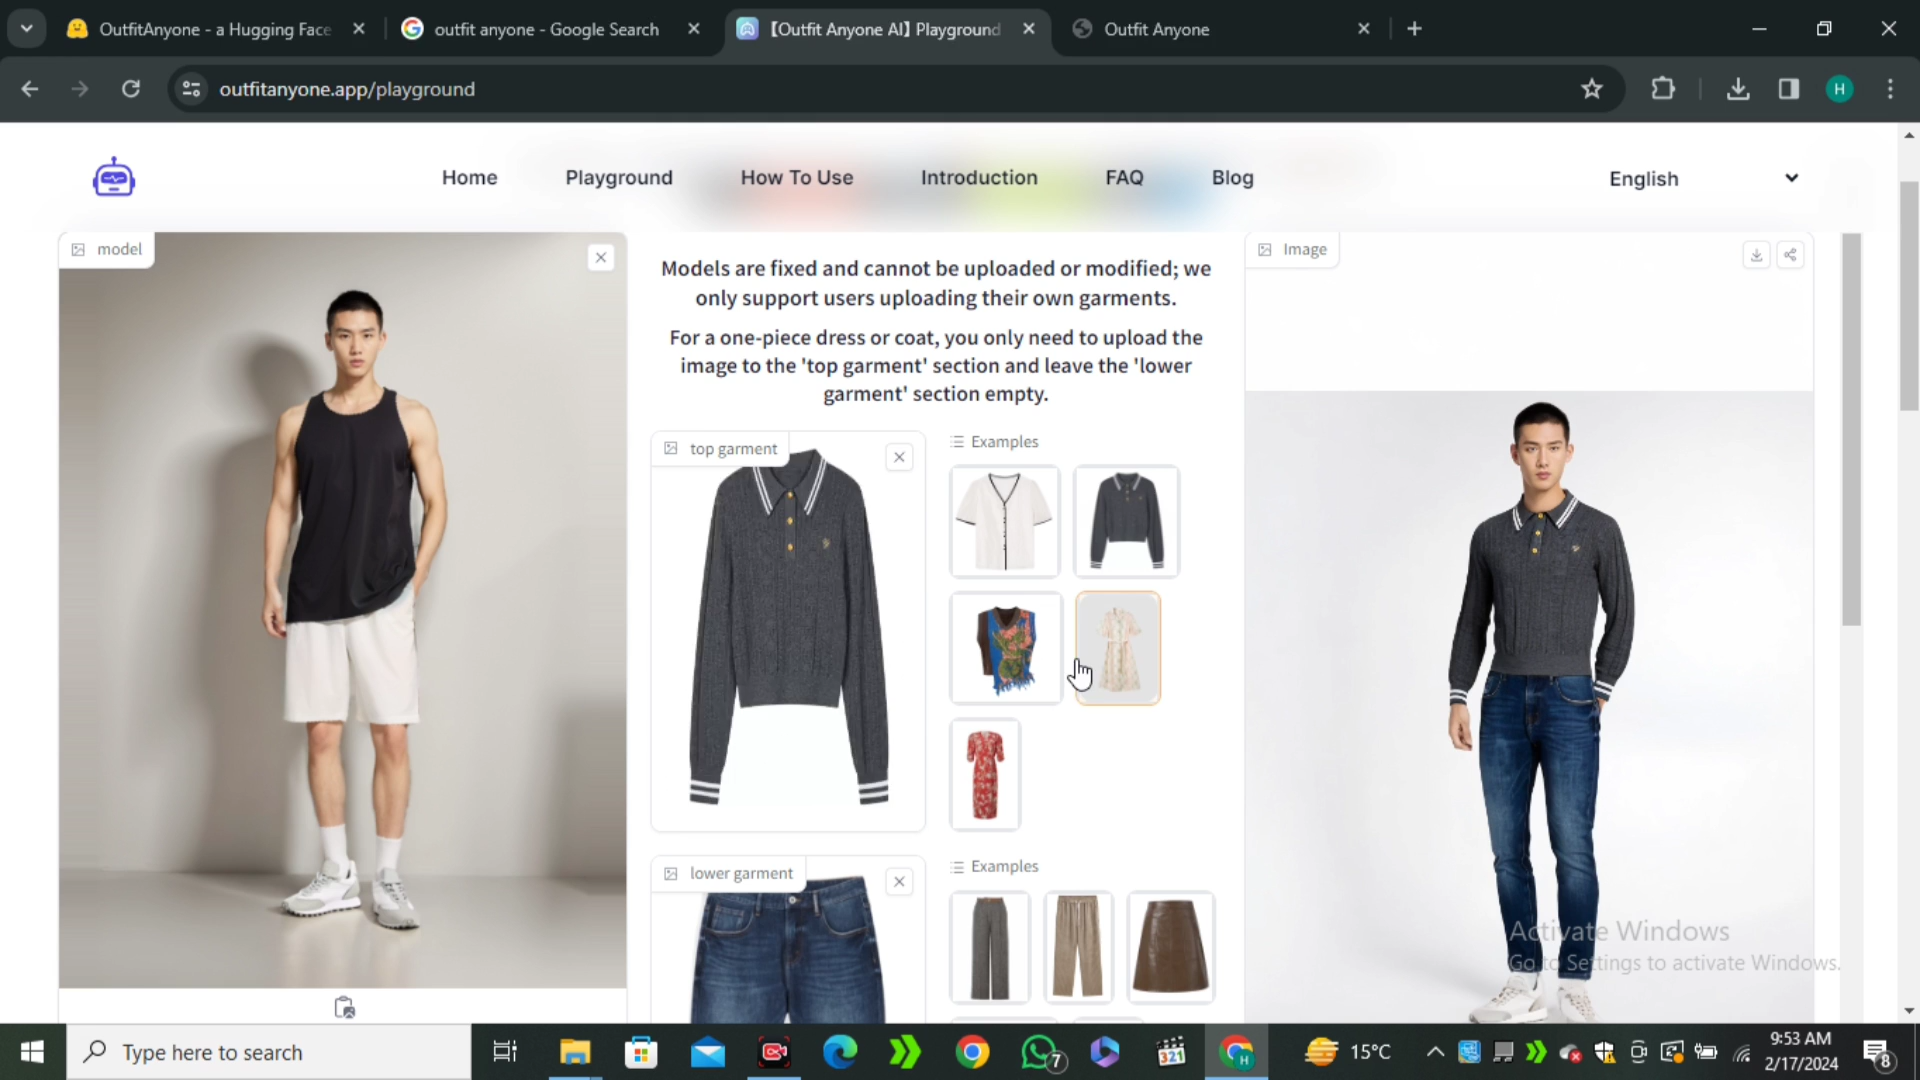 OutfitAnyone - a Hugging Face
outfit anyone - Google Search
【Outfit Anyone AI】 Playground
Outfit Anyone
outfitanyone.app/playground
H
Home
Playground
How To Use
Introduction
FAQ
Blog
English
model
Models are fixed and cannot be uploaded or modified; we
only support users uploading their own garments.
For a one-piece dress or coat, you only need to upload the
image to the 'top garment' section and leave the 'lower
garment' section empty.
Image
top garment
Examples
lower garment
Examples
Activate Windows
Go to Settings to activate Windows.
Type here to search
7
321
H
15°C
9:53 AM
2/17/2024
8